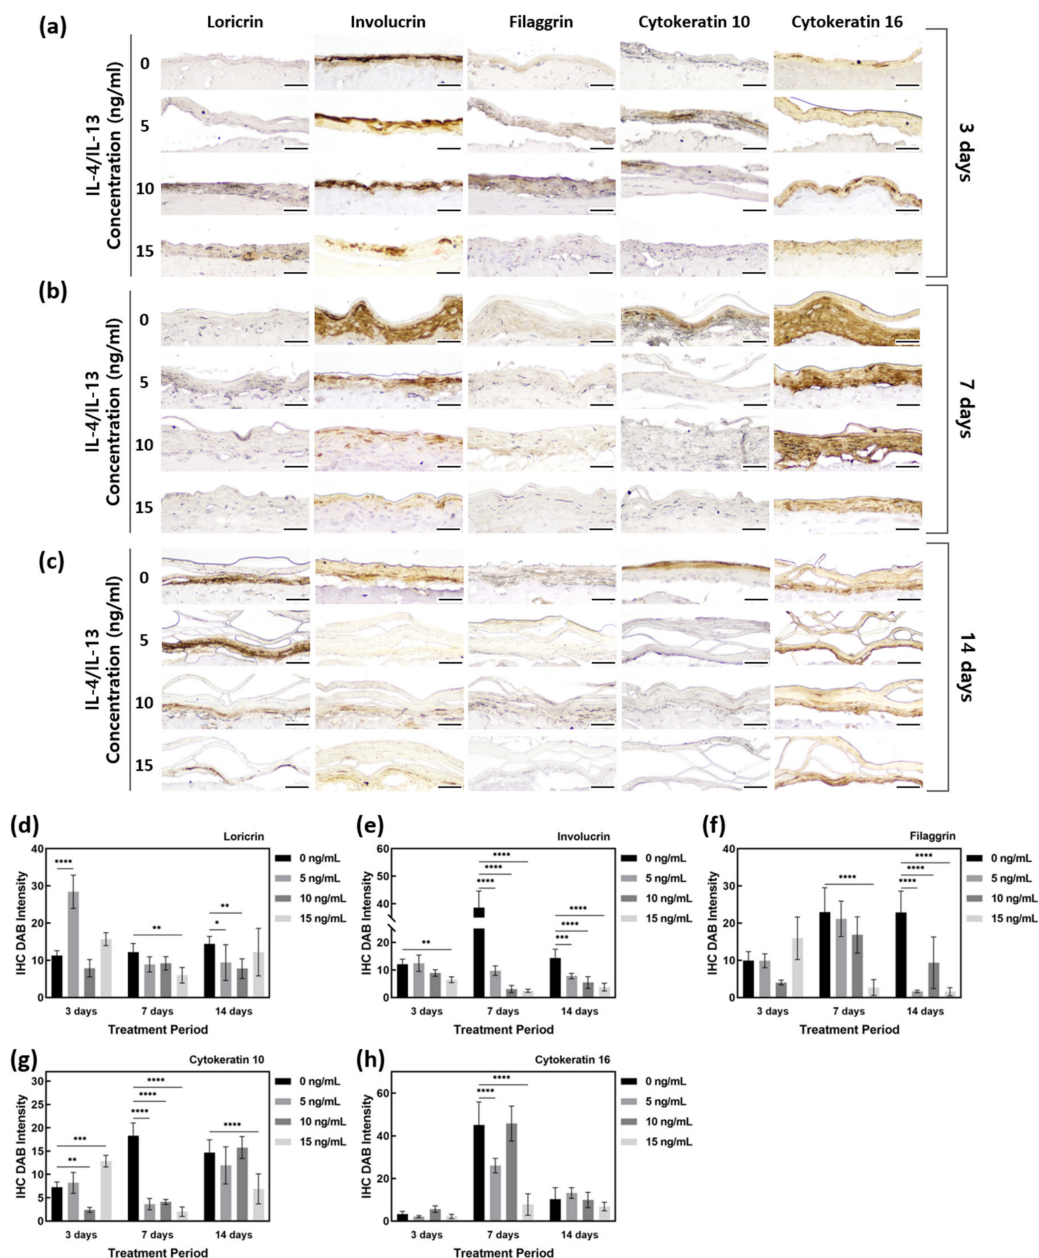 (a) Loricrin Involucrin Filaggrin Cytokeratin 10 Cytokeratin 16
IL-4/IL-13
Concentration (ng/ml)
0
5
10
15
3 days
(b)
IL-4/IL-13
Concentration (ng/ml)
0
5
10
15
7 days
(c)
IL-4/IL-13
Concentration (ng/ml)
0
5
10
15
14 days
(d)
Loricrin
IHC DAB Intensity
40
30
20
10
0
**** ** ** *
3 days 7 days 14 days
Treatment Period
0 ng/mL
5 ng/mL
10 ng/mL
15 ng/mL
(e)
Involucrin
IHC DAB Intensity
60
40
20
10
0
** **** **** **** **** **** ***
3 days 7 days 14 days
Treatment Period
0 ng/mL
5 ng/mL
10 ng/mL
15 ng/mL
(f)
Filaggrin
IHC DAB Intensity
40
30
20
10
0
**** **** **** ****
3 days 7 days 14 days
Treatment Period
0 ng/mL
5 ng/mL
10 ng/mL
15 ng/mL
(g)
Cytokeratin 10
IHC DAB Intensity
30
25
20
15
10
5
0
*** ** **** **** **** ****
3 days 7 days 14 days
Treatment Period
0 ng/mL
5 ng/mL
10 ng/mL
15 ng/mL
(h)
Cytokeratin 16
IHC DAB Intensity
60
40
20
0
**** ****
3 days 7 days 14 days
Treatment Period
0 ng/mL
5 ng/mL
10 ng/mL
15 ng/mL